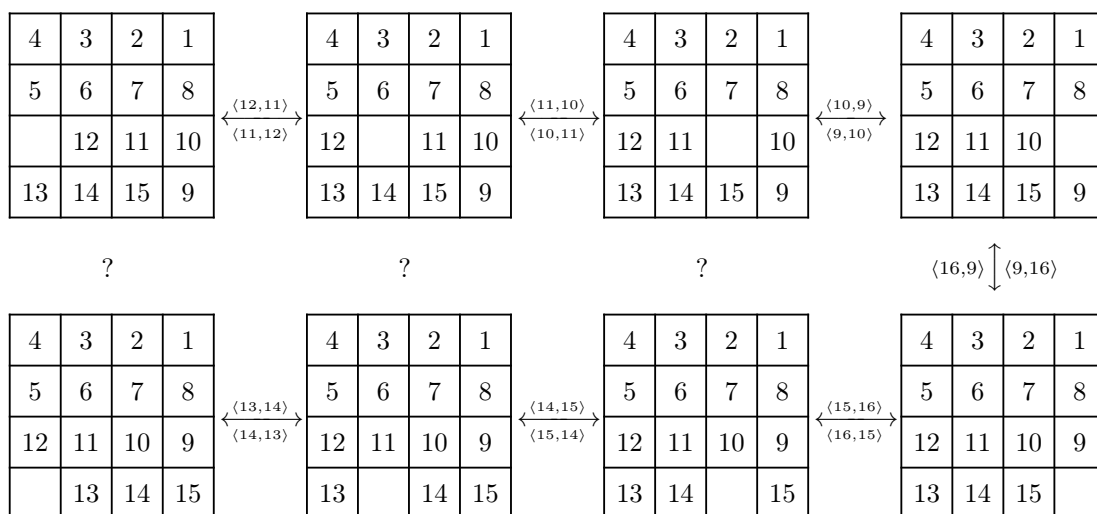 4 3 2 1 4 3 2 1 4 3 2 1 4 3 2 1
5 6 7 8 5 6 7 8 5 6 7 8 5 6 7 8
⟨12,11⟩ ⟨11,10⟩ ⟨10,9⟩
⟨11,12⟩ ⟨10,11⟩ ⟨9,10⟩
12 11 10 12 11 10 12 11 10 12 11 10
13 14 15 9 13 14 15 9 13 14 15 9 13 14 15 9
? ? ? ⟨16,9⟩ ⟨9,16⟩
4 3 2 1 4 3 2 1 4 3 2 1 4 3 2 1
5 6 7 8 5 6 7 8 5 6 7 8 5 6 7 8
⟨13,14⟩ ⟨14,15⟩ ⟨15,16⟩
12 11 10 9 12 11 10 9 12 11 10 9 12 11 10 9
⟨14,13⟩ ⟨15,14⟩ ⟨16,15⟩
13 14 15 13 14 15 13 14 15 13 14 15